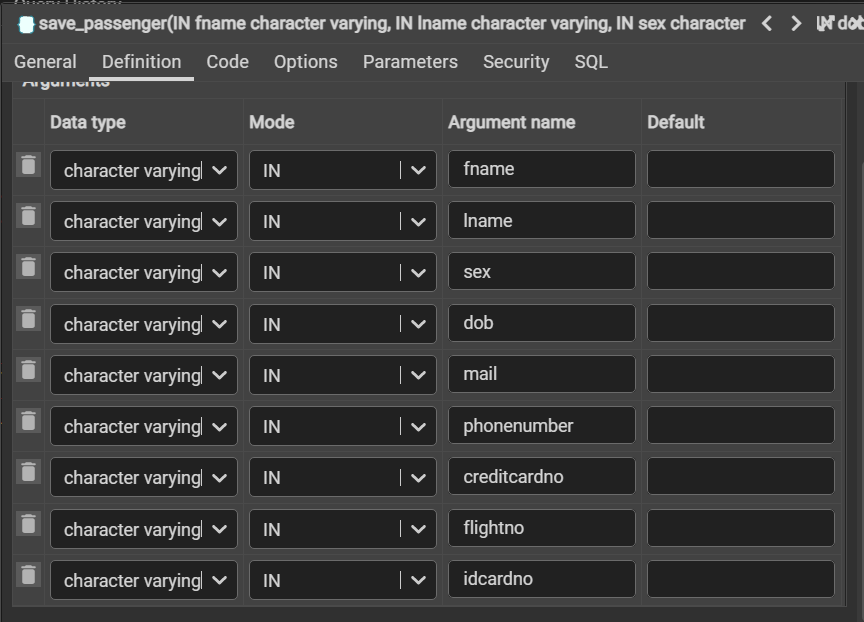 save_passenger(IN fname character varying, IN lname character varying, IN sex character
General Definition Code Options Parameters Security SQL
Arguments
Data type Mode Argument name Default
character varying IN fname
character varying IN lname
character varying IN sex
character varying IN dob
character varying IN mail
character varying IN phonenumber
character varying IN creditcardno
character varying IN flightno
character varying IN idcardno